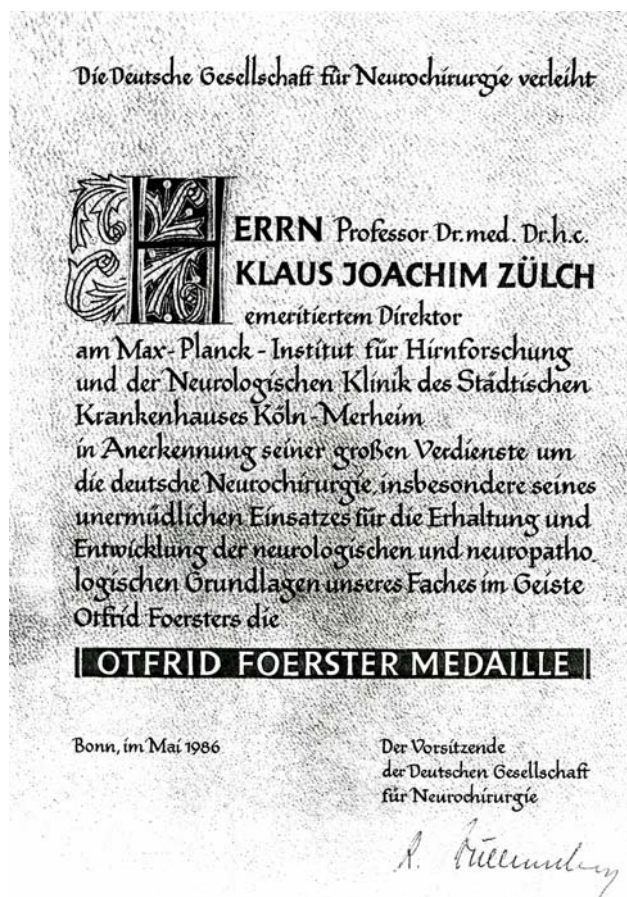 Die Deutsche Gesellschaft für Neurochirurgie verleiht
HERRN Professor Dr. med. Dr. h.c.
KLAUS JOACHIM ZÜLCH
emeritiertem Direktor
am Max-Planck-Institut für Hirnforschung
und der Neurologischen Klinik des Städtischen
Krankenhauses Köln-Merheim
in Anerkennung seiner großen Verdienste um
die deutsche Neurochirurgie, insbesondere seines
unermüdlichen Einsatzes für die Erhaltung und
Entwicklung der neurologischen und neuropatho-
logischen Grundlagen unseres Faches im Geiste
Otfrid Foersters die
OTFRID FOERSTER MEDAILLE
Bonn, im Mai 1986
Der Vorsitzende
der Deutschen Gesellschaft
für Neurochirurgie